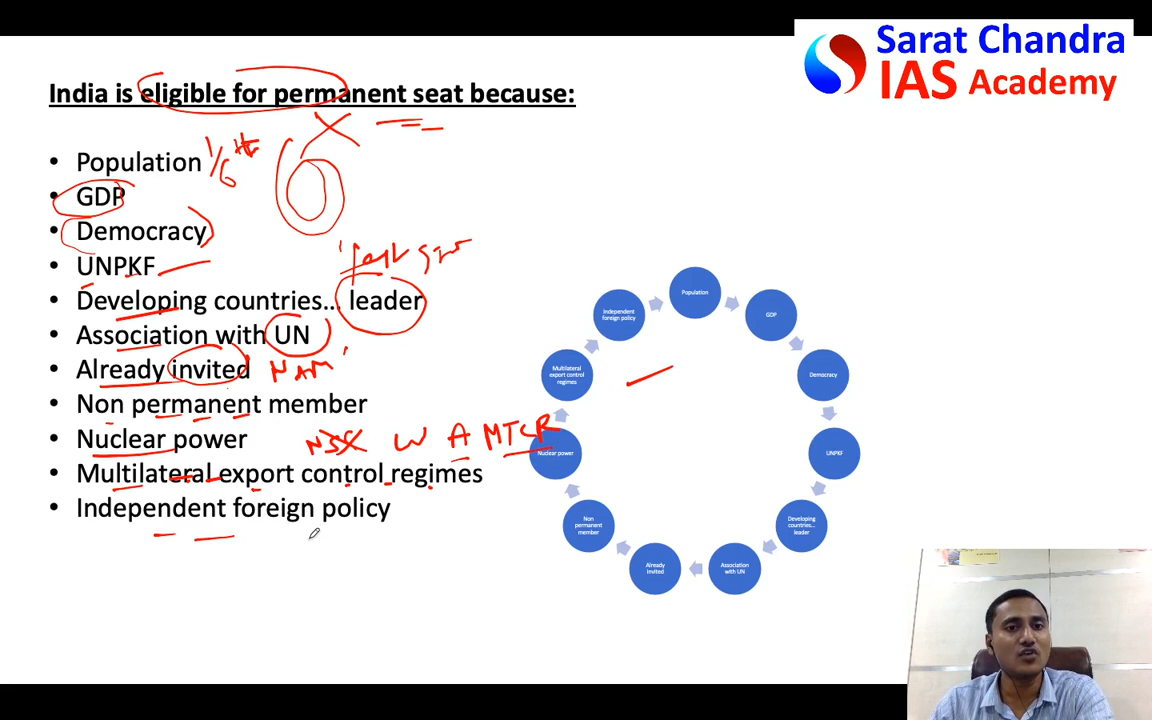 Sarat Chandra
IAS Academy
India is eligible for permanent seat because:
• Population 1/6th
• GDP
• Democracy
• UNPKF
• Developing countries... leader
• Association with UN
• Already invited NAM
• Non permanent member
• Nuclear power NSG W A MTCR
• Multilateral export control regimes
• Independent foreign policy
Population
GDP
Democracy
UNPKF
Developing
countries...
leader
Association
with UN
Already
invited
Non
permanent
member
Nuclear power
Multilateral
export control
regimes
Independent
foreign policy